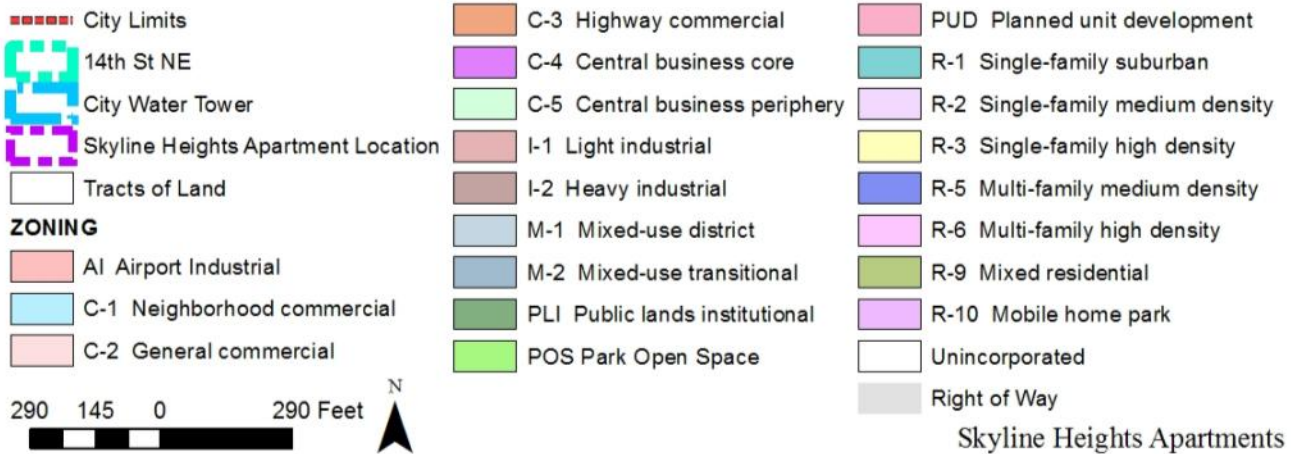 City Limits
14th St NE
City Water Tower
Skyline Heights Apartment Location
Tracts of Land
ZONING
AI Airport Industrial
C-1 Neighborhood commercial
C-2 General commercial
C-3 Highway commercial
C-4 Central business core
C-5 Central business periphery
I-1 Light industrial
I-2 Heavy industrial
M-1 Mixed-use district
M-2 Mixed-use transitional
PLI Public lands institutional
POS Park Open Space
PUD Planned unit development
R-1 Single-family suburban
R-2 Single-family medium density
R-3 Single-family high density
R-5 Multi-family medium density
R-6 Multi-family high density
R-9 Mixed residential
R-10 Mobile home park
Unincorporated
Right of Way
290 145 0 290 Feet
N
Skyline Heights Apartments